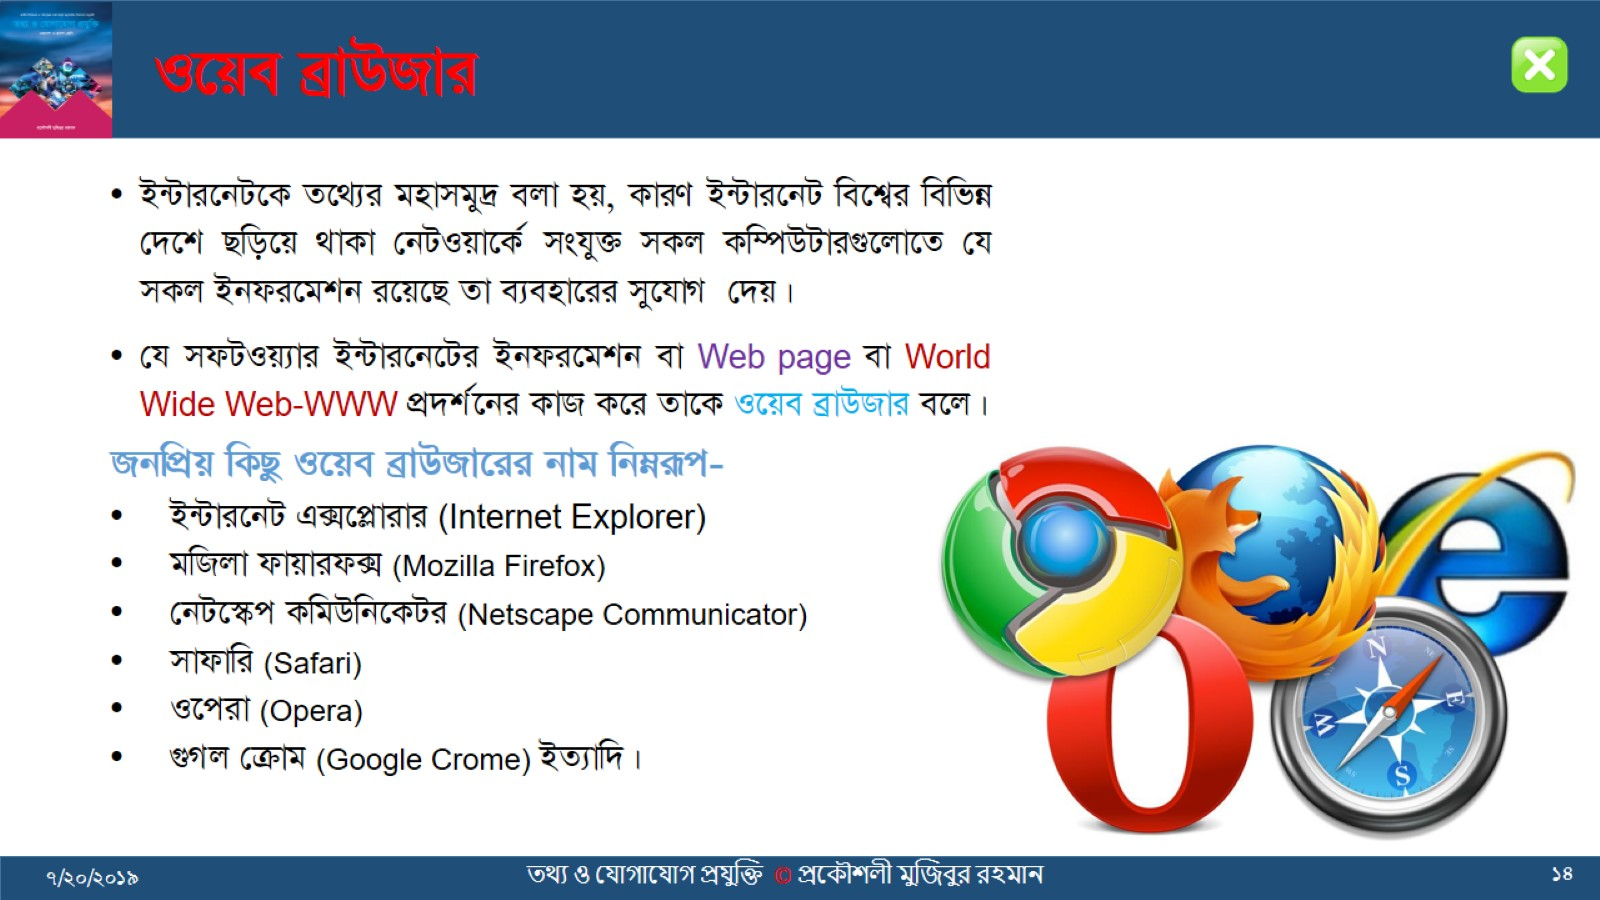 ওয়েব ব্রাউজার
তথ্য ও যোগাযোগ প্রযুক্তি
• ইন্টারনেটকে তথ্যের মহাসমুদ্র বলা হয়, কারণ ইন্টারনেট বিশ্বের বিভিন্ন
দেশে ছড়িয়ে থাকা নেটওয়ার্কে সংযুক্ত সকল কম্পিউটারগুলোতে যে
সকল ইনফরমেশন রয়েছে তা ব্যবহারের সুযোগ দেয়।
• যে সফটওয়্যার ইন্টারনেটের ইনফরমেশন বা Web page বা World
Wide Web-WWW প্রদর্শনের কাজ করে তাকে ওয়েব ব্রাউজার বলে।
জনপ্রিয় কিছু ওয়েব ব্রাউজারের নাম নিম্নরূপ-
• ইন্টারনেট এক্সপ্লোরার (Internet Explorer)
• মজিলা ফায়ারফক্স (Mozilla Firefox)
• নেটস্কেপ কমিউনিকেটর (Netscape Communicator)
• সাফারি (Safari)
• ওপেরা (Opera)
• গুগল ক্রোম (Google Crome) ইত্যাদি।
N
E
W
S
৭/২০/২০১৯
তথ্য ও যোগাযোগ প্রযুক্তি © প্রকৌশলী মুজিবুর রহমান
১৪